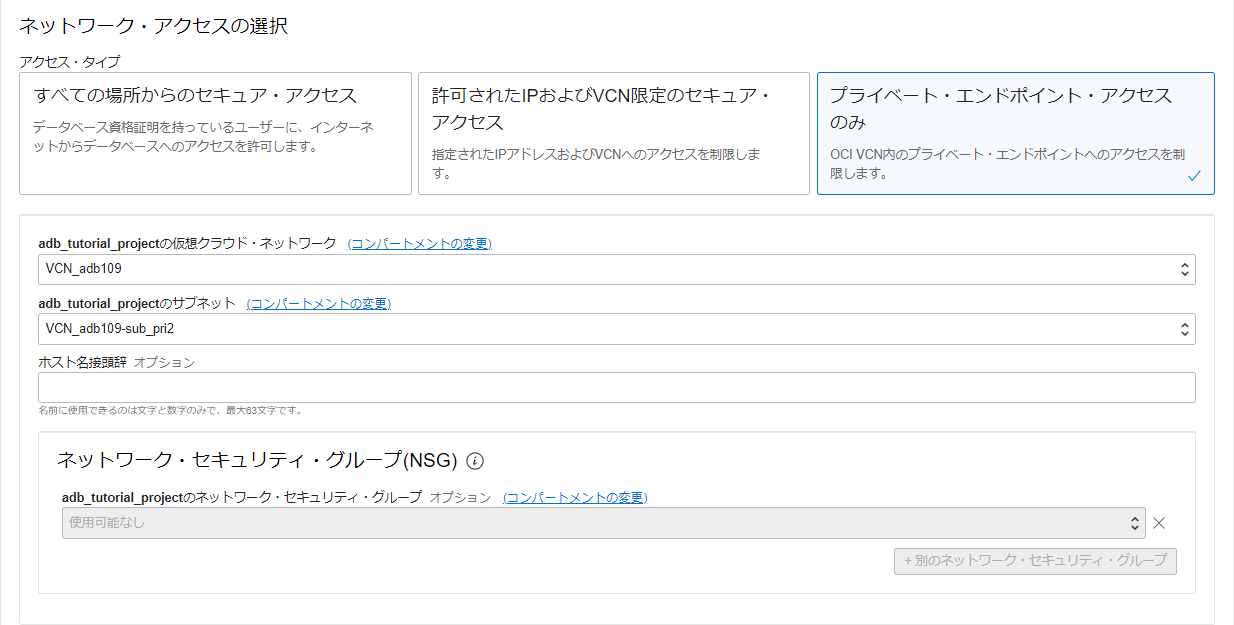 ネットワーク・アクセスの選択
アクセス・タイプ
すべての場所からのセキュア・アクセス
データベース資格証明を持っているユーザーに、インターネ
ットからデータベースへのアクセスを許可します。
許可されたIPおよびVCN限定のセキュア・
アクセス
指定されたIPアドレスおよびVCNへのアクセスを制限しま
す。
プライベート・エンドポイント・アクセス
のみ
OCI VCN内のプライベート・エンドポイントへのアクセスを制
限します。
adb_tutorial_projectの仮想クラウド・ネットワーク (コンパートメントの変更)
VCN_adb109
adb_tutorial_projectのサブネット (コンパートメントの変更)
VCN_adb109-sub_pri2
ホスト名接頭辞 オプション
名前に使用できるのは文字と数字のみで、最大63文字です。
ネットワーク・セキュリティ・グループ(NSG)
adb_tutorial_projectのネットワーク・セキュリティ・グループ オプション (コンパートメントの変更)
使用可能なし
+ 別のネットワーク・セキュリティ・グループ